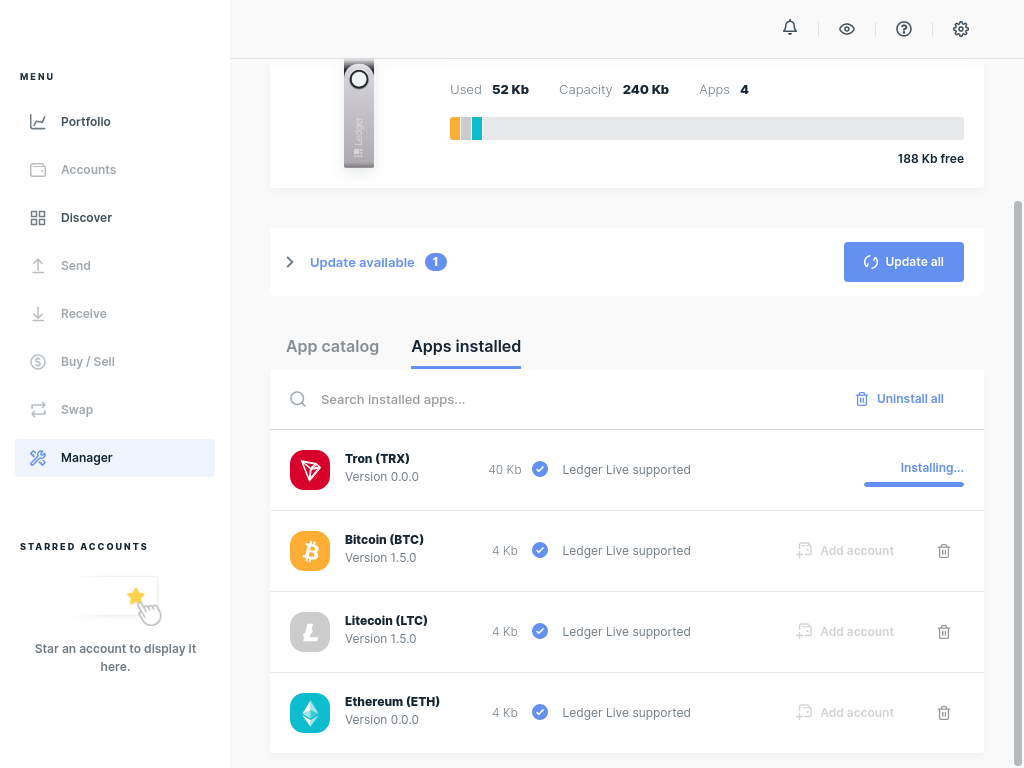 MENU
Portfolio
Accounts
Discover
Send
Receive
Buy / Sell
Swap
Manager
STARRED ACCOUNTS
Star an account to display it
here.
Ledger
Used 52 Kb Capacity 240 Kb Apps 4
188 Kb free
Update available 1
Update all
App catalog Apps installed
Search installed apps...
Uninstall all
Tron (TRX)
Version 0.0.0
40 Kb Ledger Live supported
Installing...
Bitcoin (BTC)
Version 1.5.0
4 Kb Ledger Live supported
Add account
Litecoin (LTC)
Version 1.5.0
4 Kb Ledger Live supported
Add account
Ethereum (ETH)
Version 0.0.0
4 Kb Ledger Live supported
Add account